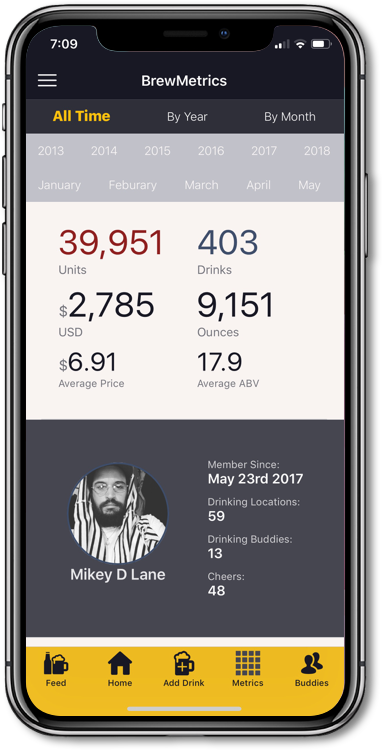 7:09
BrewMetrics
All Time By Year By Month
2013 2014 2015 2016 2017 2018
January Feburary March April May
39,951 403
Units Drinks
$2,785 9,151
USD Ounces
$6.91 17.9
Average Price Average ABV
Member Since:
May 23rd 2017
Drinking Locations:
59
Drinking Buddies:
13
Cheers:
48
Mikey D Lane
Feed Home Add Drink Metrics Buddies